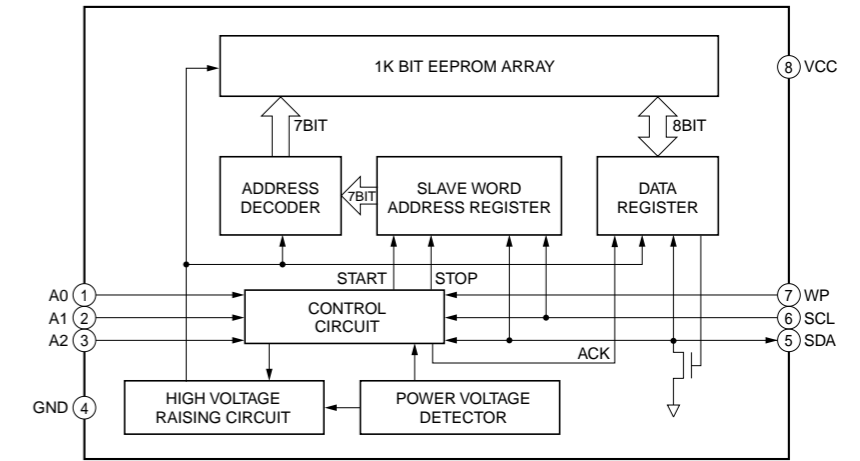 1K BIT EEPROM ARRAY
8 VCC
7BIT
8BIT
ADDRESS
DECODER
7BIT
SLAVE WORD
ADDRESS REGISTER
DATA
REGISTER
START
STOP
A0 1
7 WP
A1 2
CONTROL
CIRCUIT
6 SCL
A2 3
5 SDA
ACK
GND 4
HIGH VOLTAGE
RAISING CIRCUIT
POWER VOLTAGE
DETECTOR